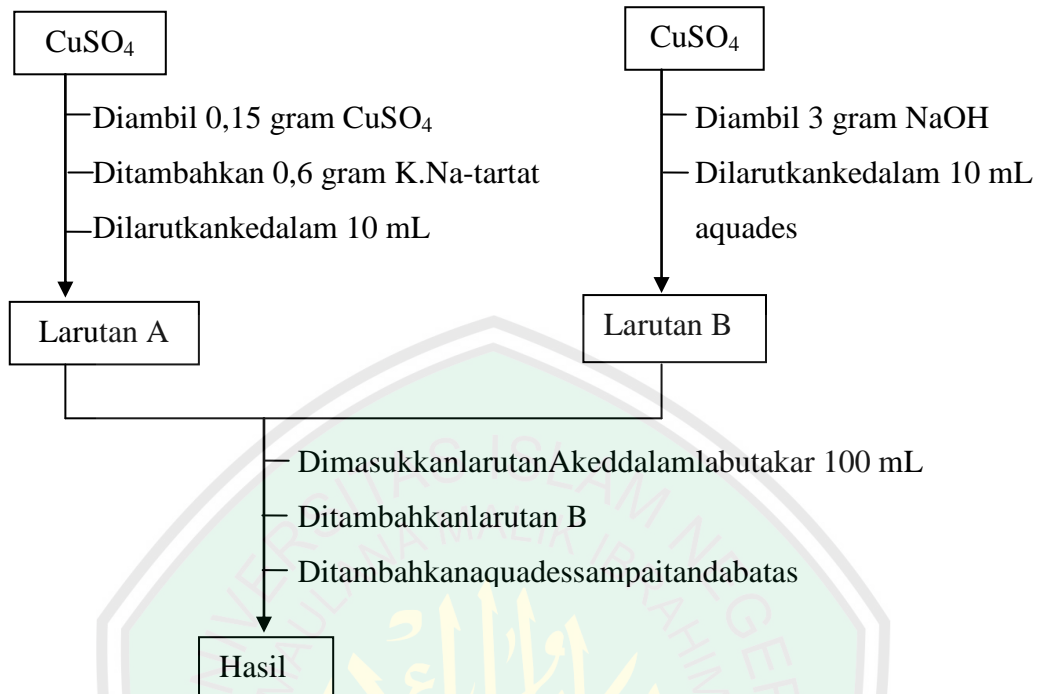 CuSO₄
Diambil 0,15 gram CuSO₄
Ditambahkan 0,6 gram K.Na-tartat
Dilarutkankedalam 10 mL
Larutan A
CuSO₄
Diambil 3 gram NaOH
Dilarutkankedalam 10 mL
aquades
Larutan B
DimasukkanlarutanAkeddalamlabutakar 100 mL
Ditambahkanlarutan B
Ditambahkanaquadessampaitandabatas
Hasil